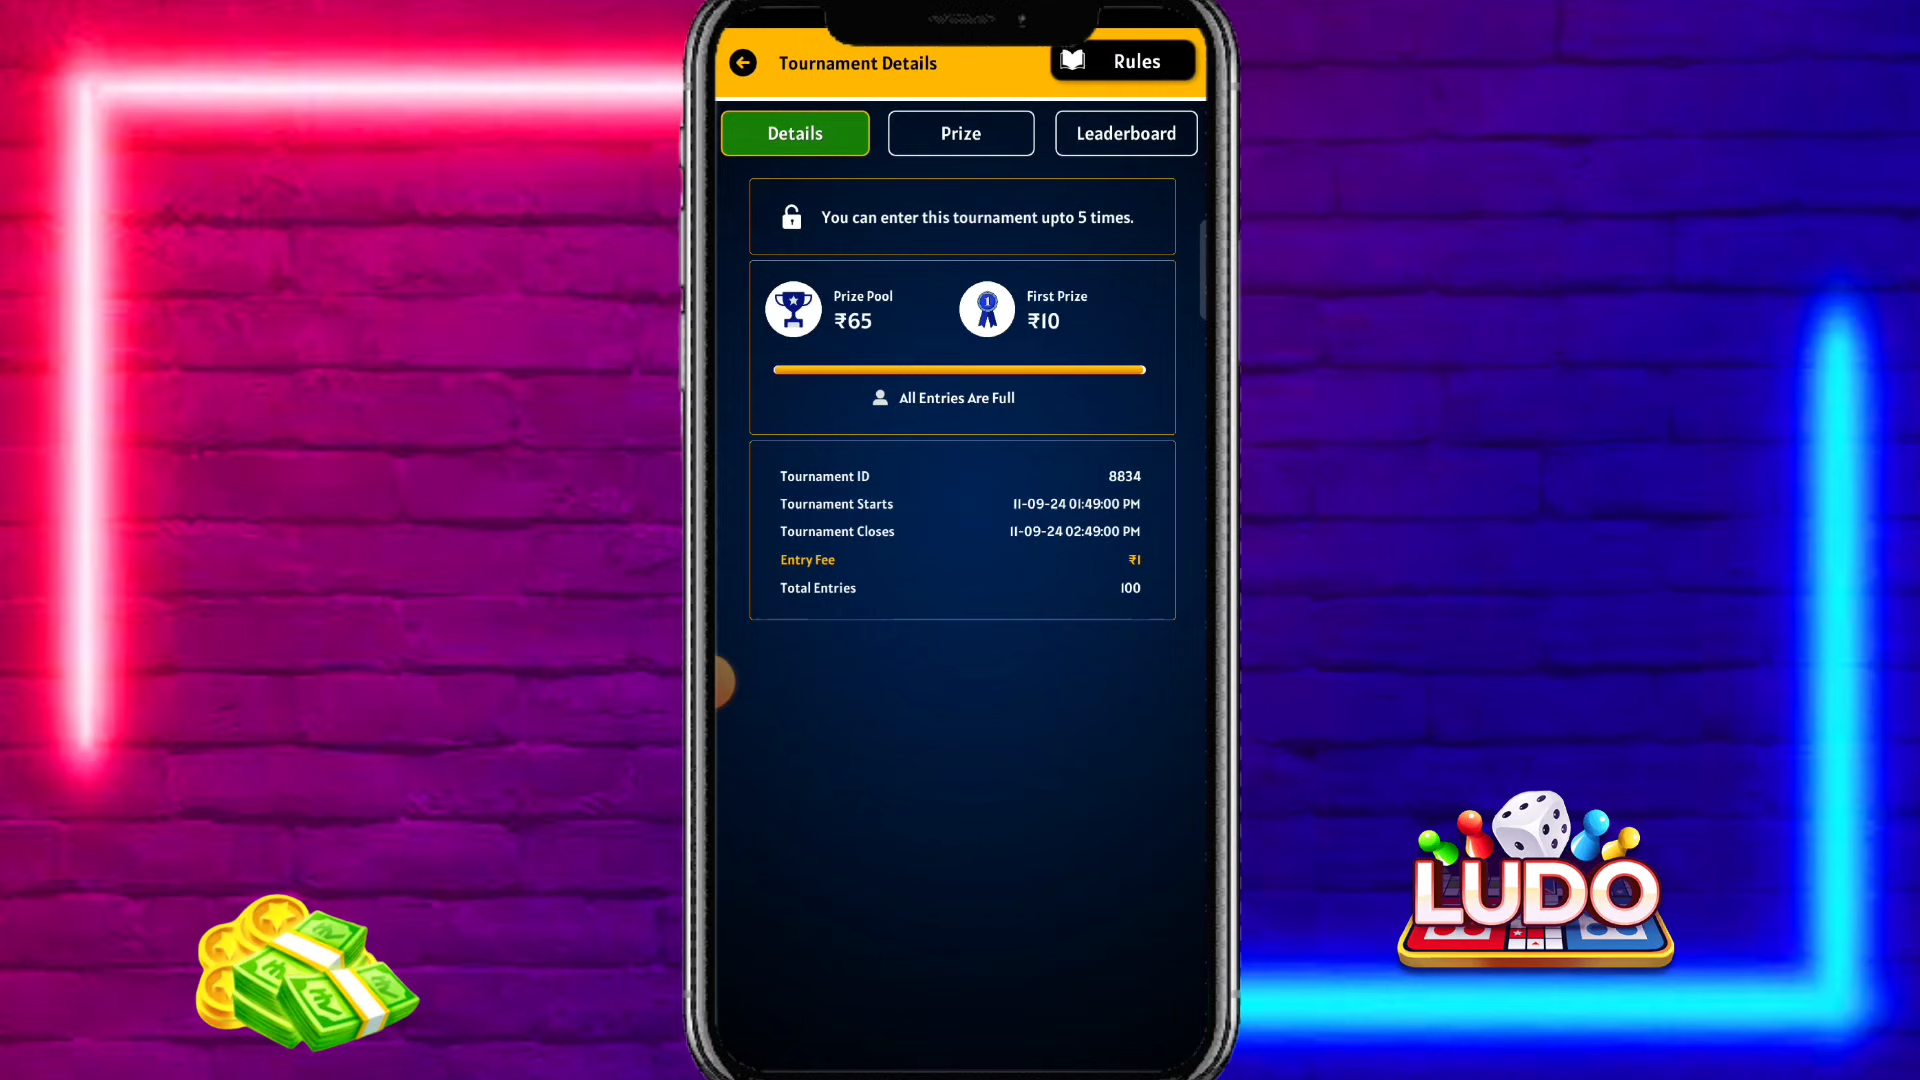 Tournament Details
Rules
Details
Prize
Leaderboard
You can enter this tournament upto 5 times.
Prize Pool
₹65
First Prize
₹10
1
All Entries Are Full
Tournament ID 8834
Tournament Starts 11-09-24 01:49:00 PM
Tournament Closes 11-09-24 02:49:00 PM
Entry Fee ₹1
Total Entries 100
LUDO